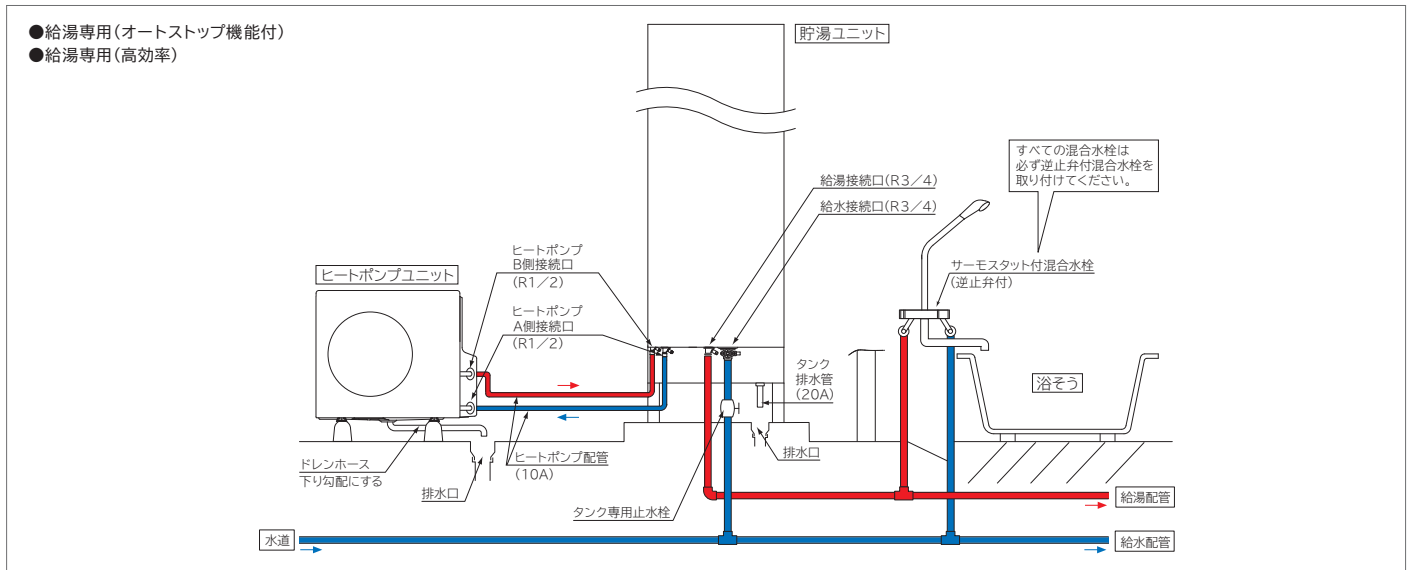 ●給湯専用(オートストップ機能付)
●給湯専用(高効率)
貯湯ユニット
すべての混合水栓は
必ず逆止弁付混合水栓を
取り付けてください。
給湯接続口(R3/4)
給水接続口(R3/4)
ヒートポンプ
B側接続口
(R1/2)
ヒートポンプユニット
サーモスタット付混合水栓
(逆止弁付)
ヒートポンプ
A側接続口
(R1/2)
タンク
排水管
(20A)
浴そう
ドレンホース
下り勾配にする
ヒートポンプ配管
(10A)
排水口
排水口
タンク専用止水栓
給湯配管
水道
給水配管